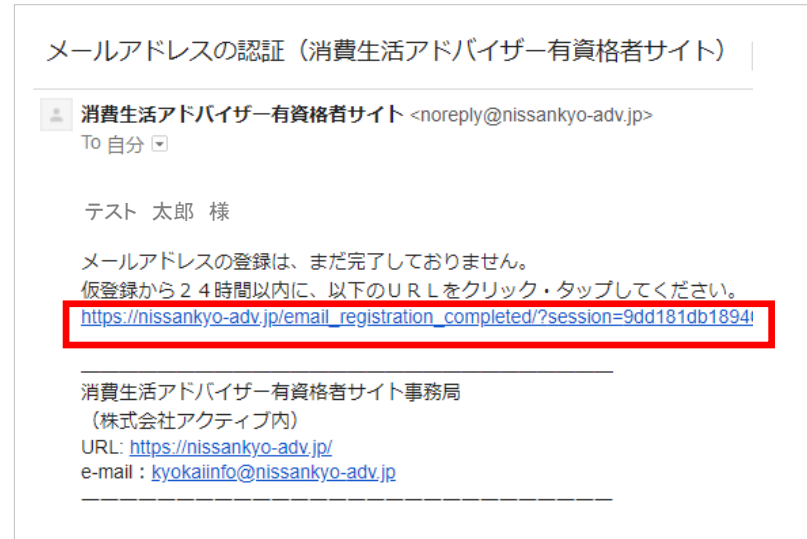 メールアドレスの認証（消費生活アドバイザー有資格者サイト）
消費生活アドバイザー有資格者サイト <noreply@nissankyo-adv.jp>
To 自分
テスト 太郎 様
メールアドレスの登録は、まだ完了しておりません。
仮登録から２４時間以内に、以下のＵＲＬをクリック・タップしてください。
https://nissankyo-adv.jp/email_registration_completed/?session=9dd181db1894
消費生活アドバイザー有資格者サイト事務局
（株式会社アクティブ内）
URL: https://nissankyo-adv.jp/
e-mail：kyokaiinfo@nissankyo-adv.jp